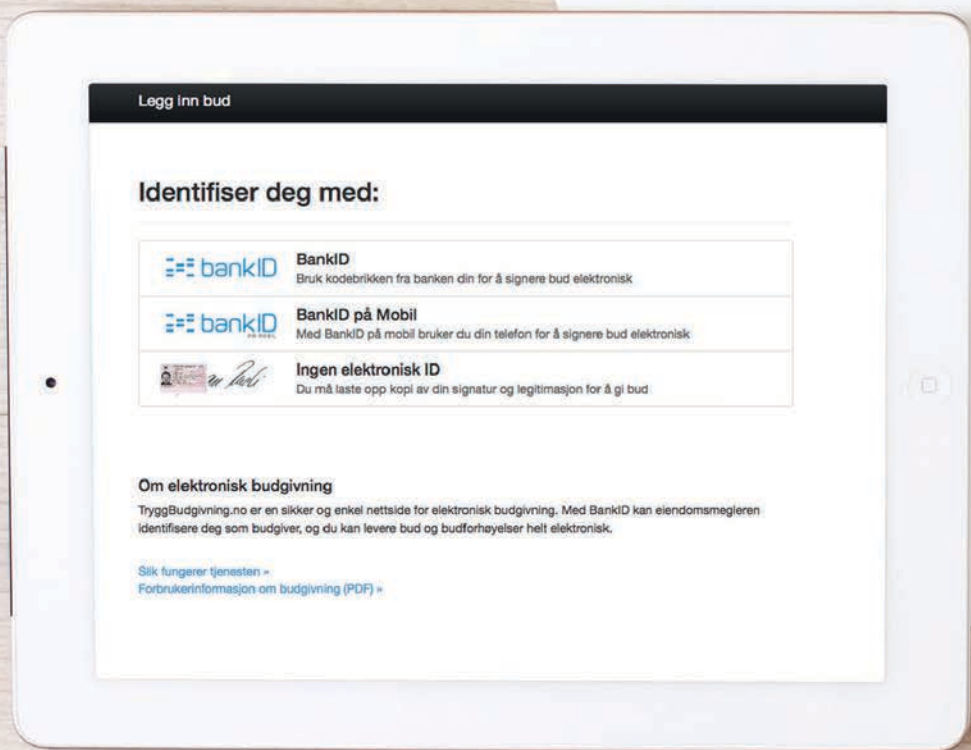 Legg inn bud
Identifiser deg med:
bankID
BankID
Bruk kodebrikken fra banken din for å signere bud elektronisk
bankID
PÅ MOBIL
BankID på Mobil
Med BankID på mobil bruker du din telefon for å signere bud elektronisk
Ingen elektronisk ID
Du må laste opp kopi av din signatur og legitimasjon for å gi bud
Om elektronisk budgivning
TryggBudgivning.no er en sikker og enkel nettside for elektronisk budgivning. Med BankID kan eiendomsmegleren
identifisere deg som budgiver, og du kan levere bud og budforhøyelser helt elektronisk.
Slik fungerer tjenesten »
Forbrukerinformasjon om budgivning (PDF) »